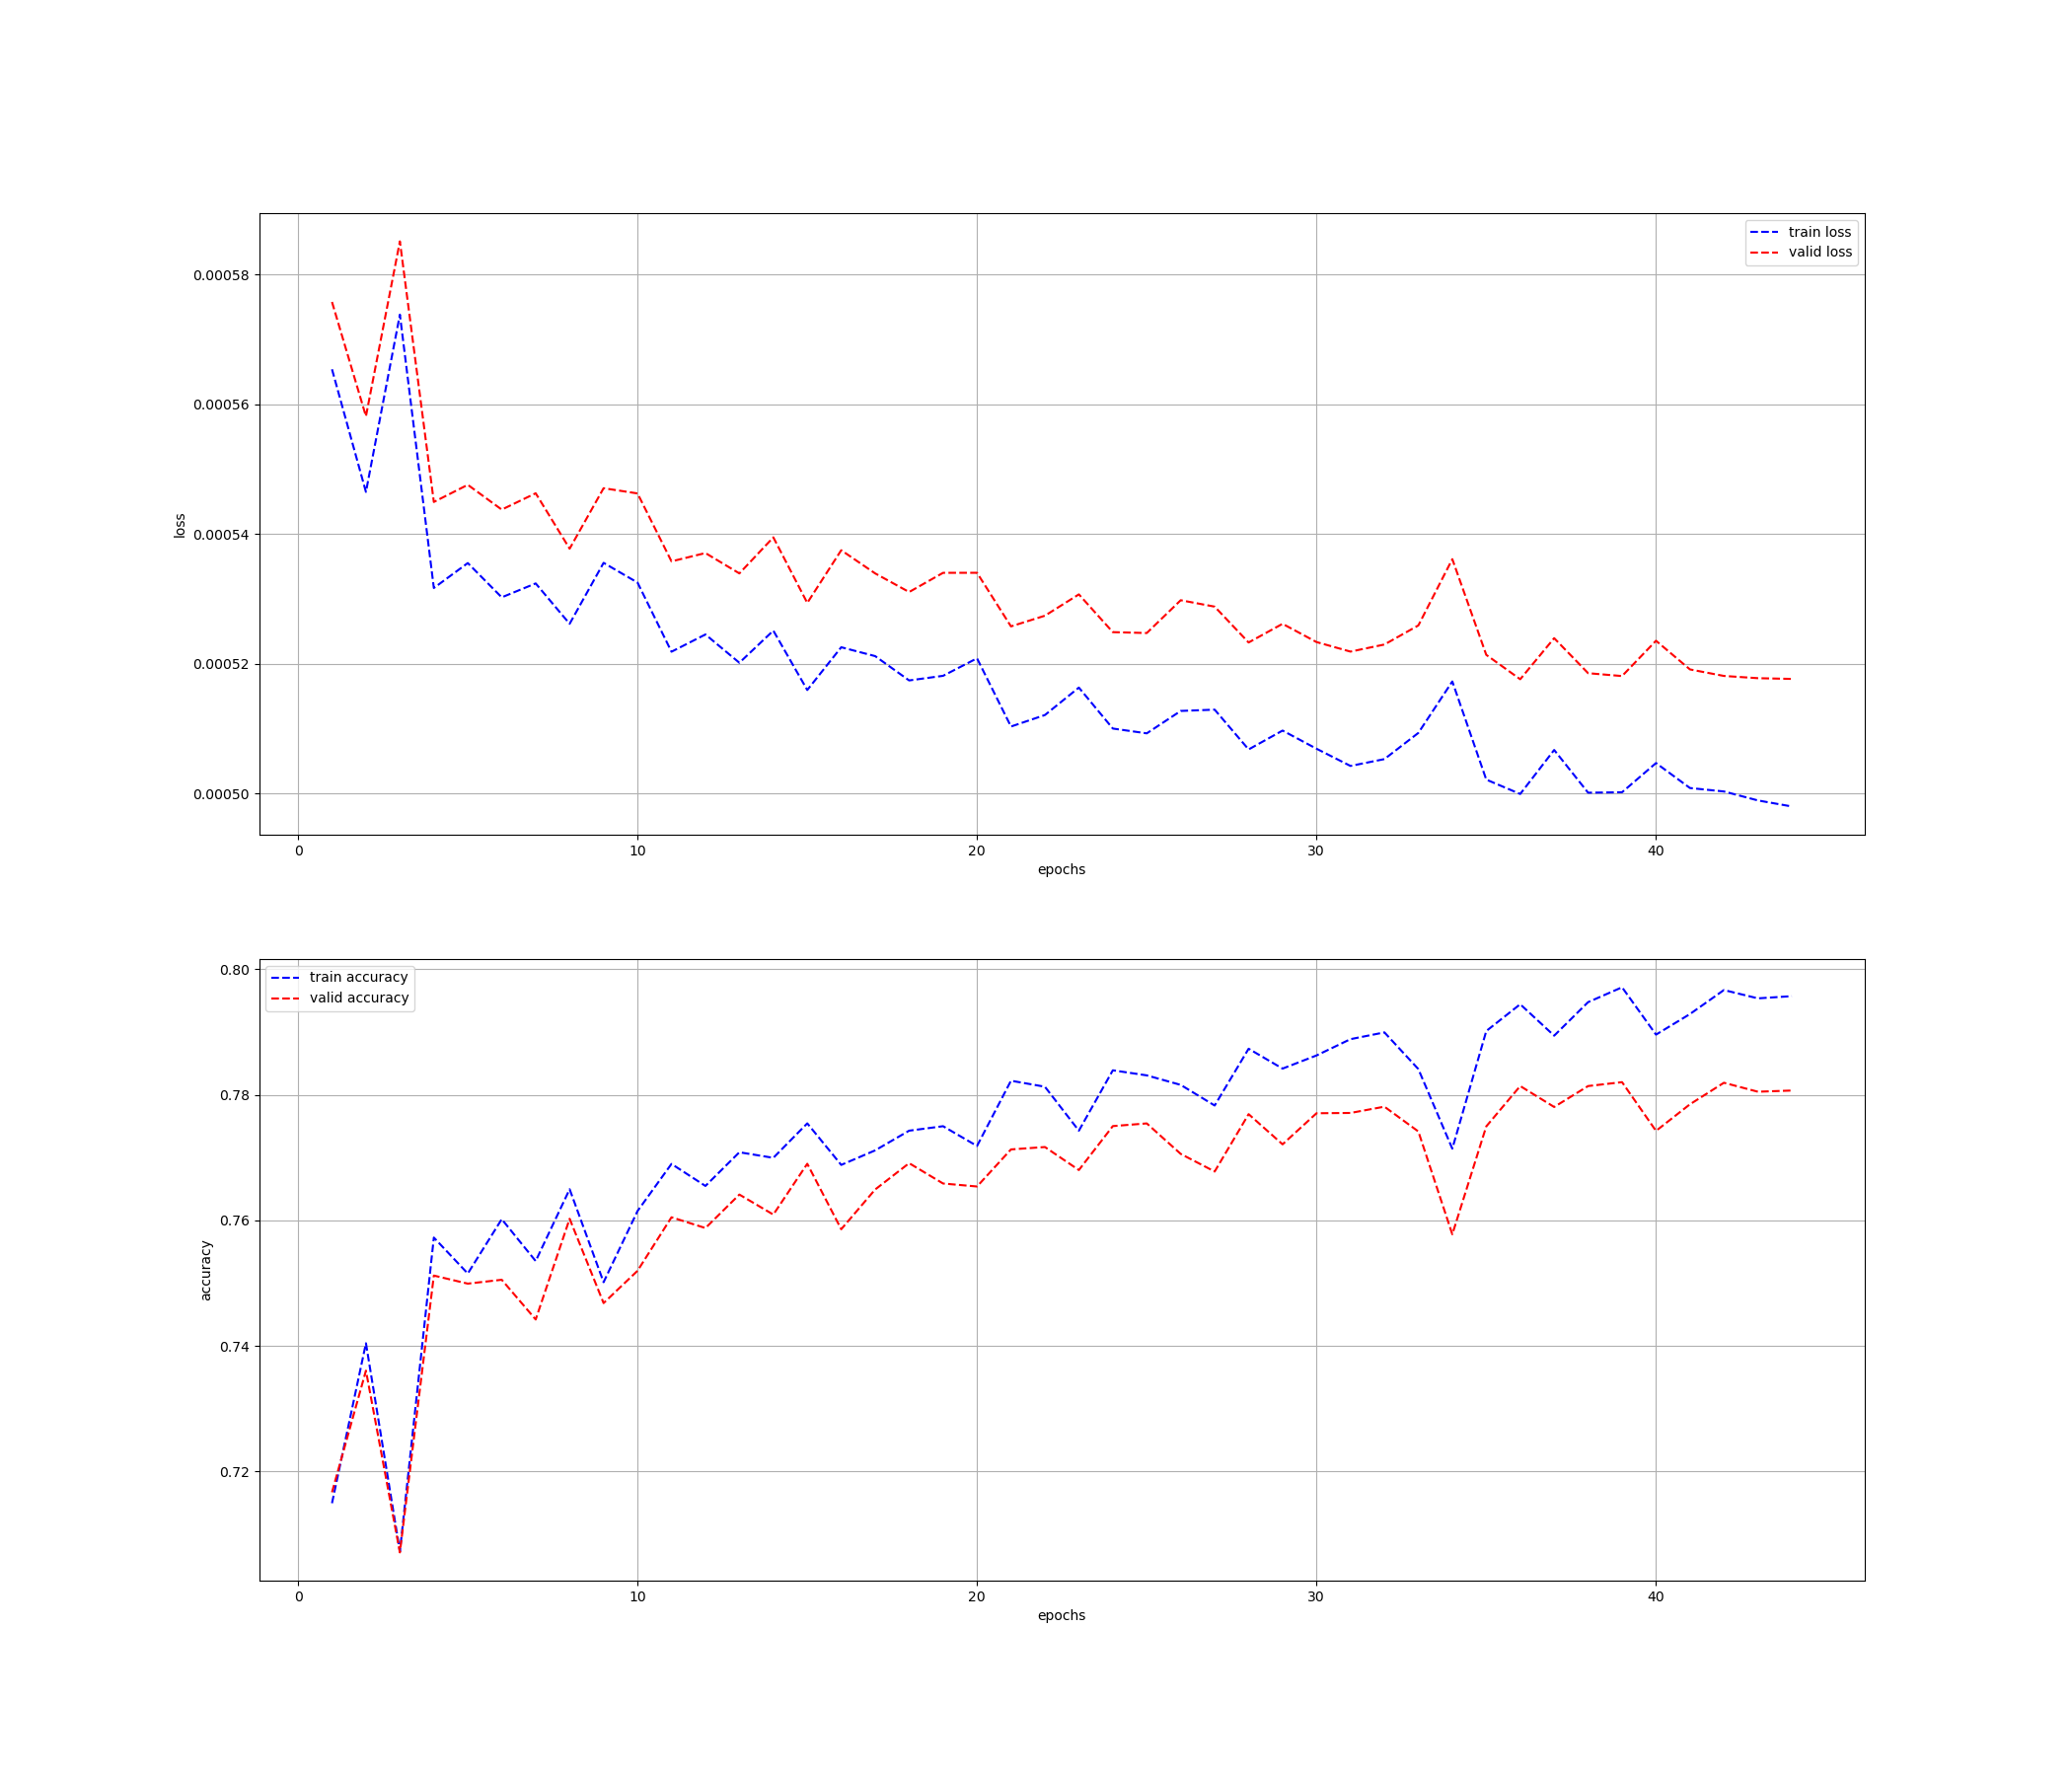 train loss
valid loss
0.00058
0.00056
0.00054
0.00052
0.00050
loss
0 10 20 30 40
epochs
train accuracy
valid accuracy
0.80
0.78
0.76
0.74
0.72
accuracy
0 10 20 30 40
epochs